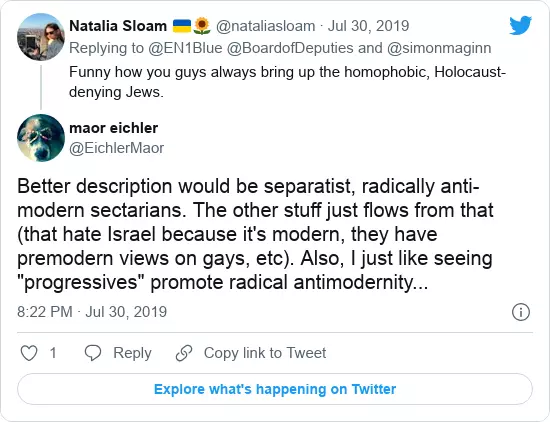 Natalia Sloam 🇺🇦🌻 @nataliasloam · Jul 30, 2019
Replying to @EN1Blue @BoardofDeputies and @simonmaginn
Funny how you guys always bring up the homophobic, Holocaust-
denying Jews.
maor eichler
@EichlerMaor
Better description would be separatist, radically anti-
modern sectarians. The other stuff just flows from that
(that hate Israel because it's modern, they have
premodern views on gays, etc). Also, I just like seeing
"progressives" promote radical antimodernity...
8:22 PM · Jul 30, 2019
1 Reply Copy link to Tweet
Explore what's happening on Twitter